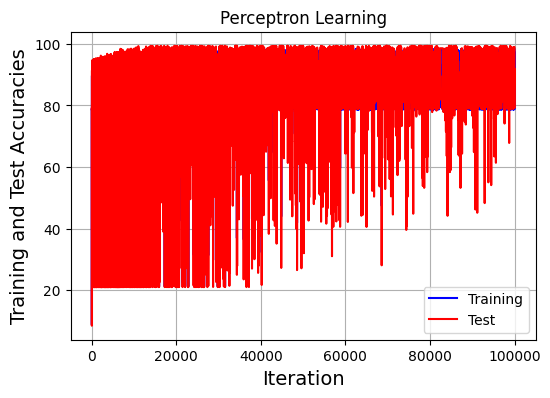 Perceptron Learning
Training and Test Accuracies
100
80
60
40
20
0
20000
40000
60000
80000
100000
Iteration
Training
Test